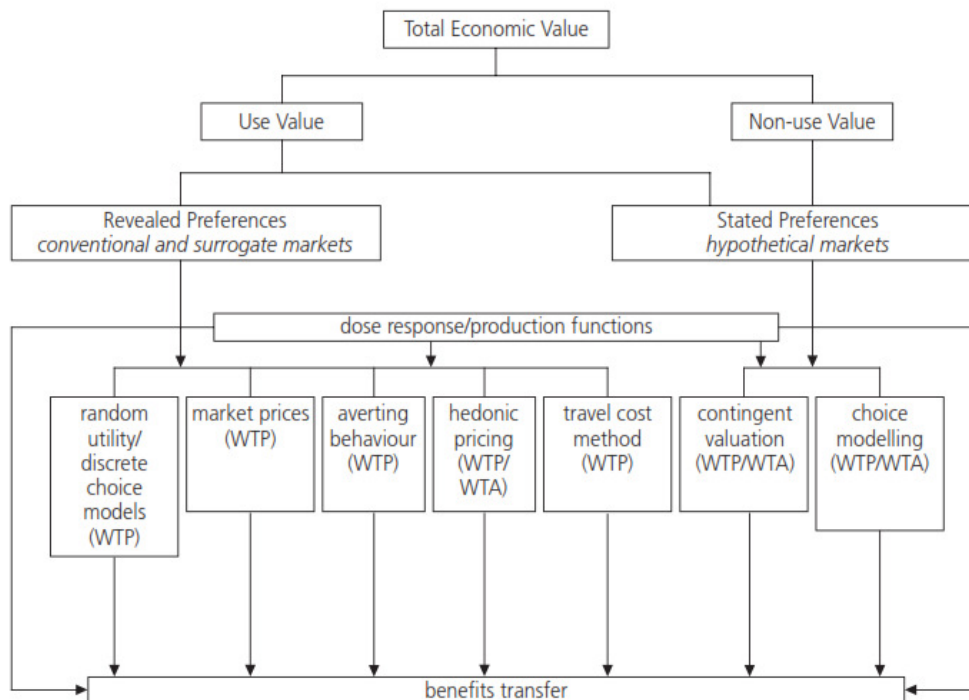 Total Economic Value
Use Value
Non-use Value
Revealed Preferences
conventional and surrogate markets
Stated Preferences
hypothetical markets
dose response/production functions
random
utility/
discrete
choice
models
(WTP)
market prices
(WTP)
averting
behaviour
(WTP)
hedonic
pricing
(WTP/
WTA)
travel cost
method
(WTP)
contingent
valuation
(WTP/WTA)
choice
modelling
(WTP/WTA)
benefits transfer